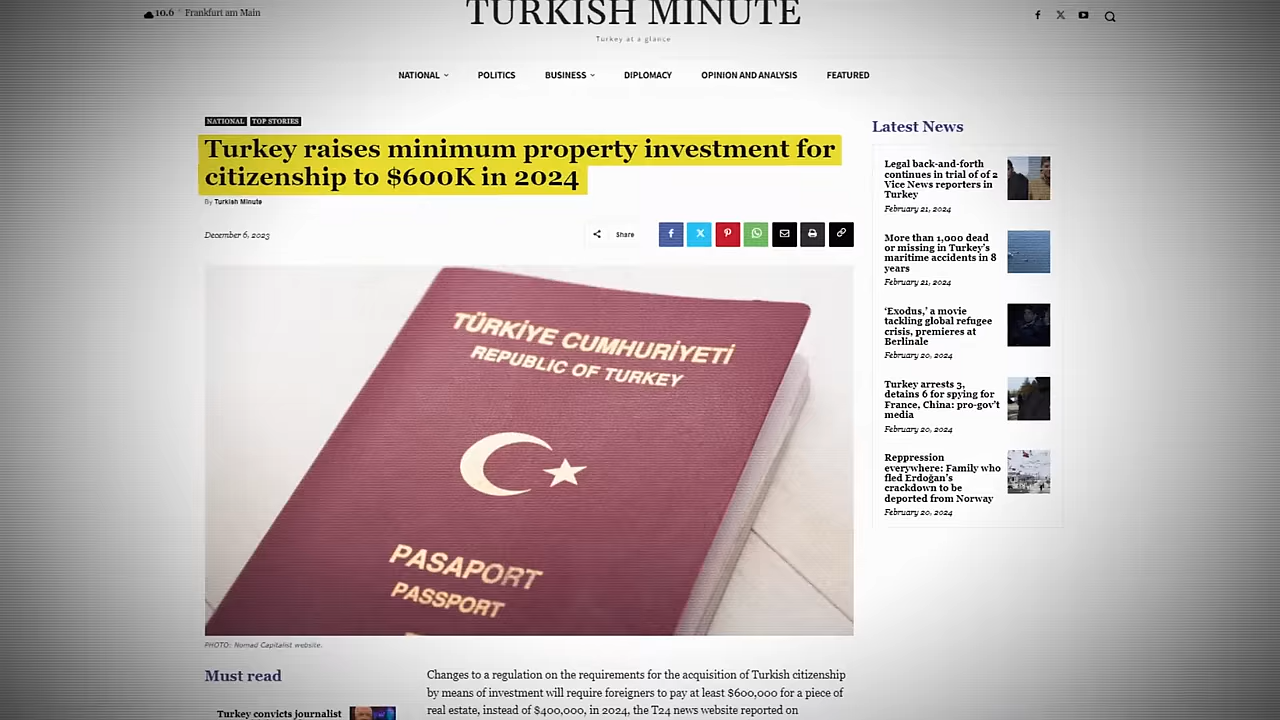 10.6 °C Frankfurt am Main
TURKISH MINUTE
Turkey at a glance
NATIONAL
POLITICS
BUSINESS
DIPLOMACY
OPINION AND ANALYSIS
FEATURED
NATIONAL TOP STORIES
Turkey raises minimum property investment for
citizenship to $600K in 2024
By Turkish Minute
December 6, 2023
Share
TÜRKİYE CUMHURİYETİ
REPUBLIC OF TURKEY
PASAPORT
PASSPORT
PHOTO: Nomad Capitalist website.
Must read
Turkey convicts journalist
Changes to a regulation on the requirements for the acquisition of Turkish citizenship
by means of investment will require foreigners to pay at least $600,000 for a piece of
real estate, instead of $400,000, in 2024, the T24 news website reported on
Latest News
Legal back-and-forth
continues in trial of of 2
Vice News reporters in
Turkey
February 21, 2024
More than 1,000 dead
or missing in Turkey's
maritime accidents in 8
years
February 21, 2024
‘Exodus,’ a movie
tackling global refugee
crisis, premieres at
Berlinale
February 20, 2024
Turkey arrests 3,
detains 6 for spying for
France, China: pro-gov't
media
February 20, 2024
Reppression
everywhere: Family who
fled Erdoğan's
crackdown to be
deported from Norway
February 20, 2024